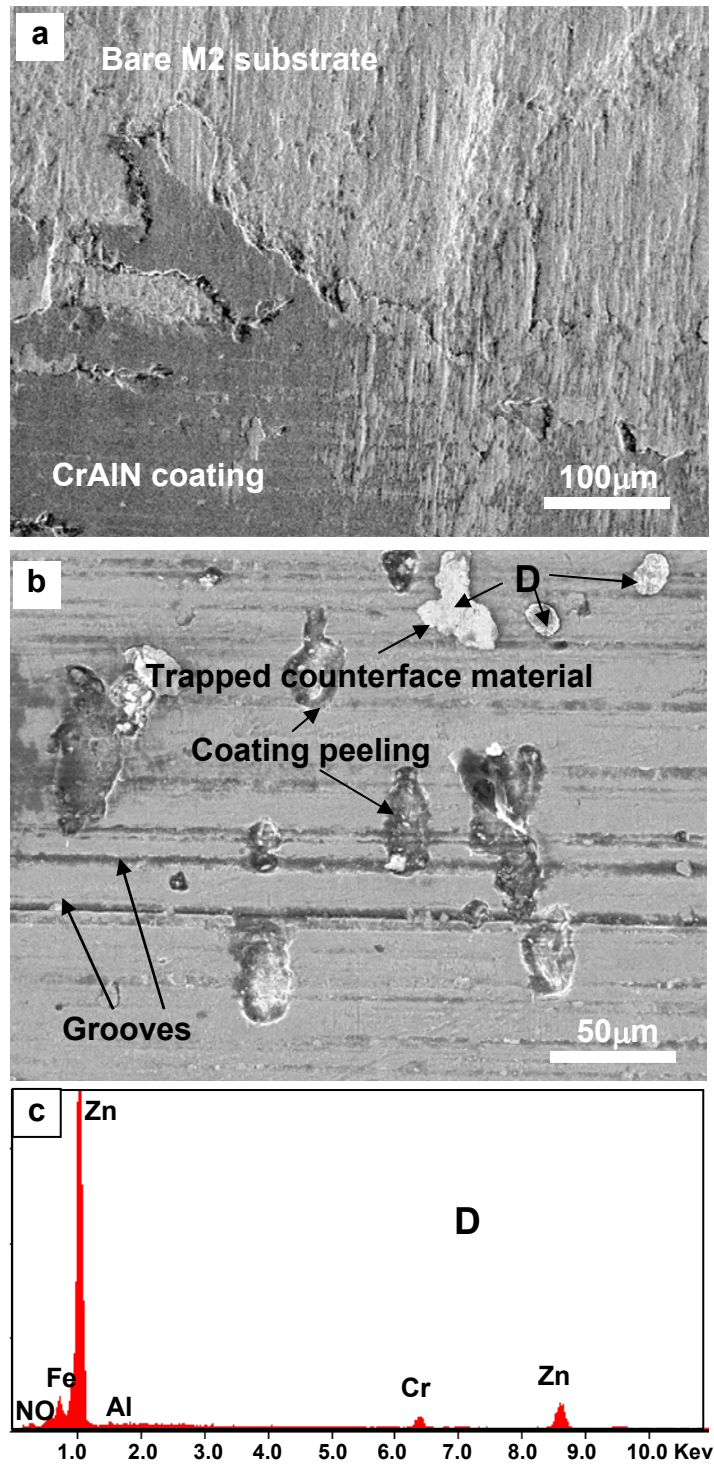 a
Bare M2 substrate
CrAlN coating
100µm
b
D
Trapped counterface material
Coating peeling
Grooves
50µm
c
Zn
D
Fe
NO
Al
Cr
Zn
1.0 2.0 3.0 4.0 5.0 6.0 7.0 8.0 9.0 10.0 Kev